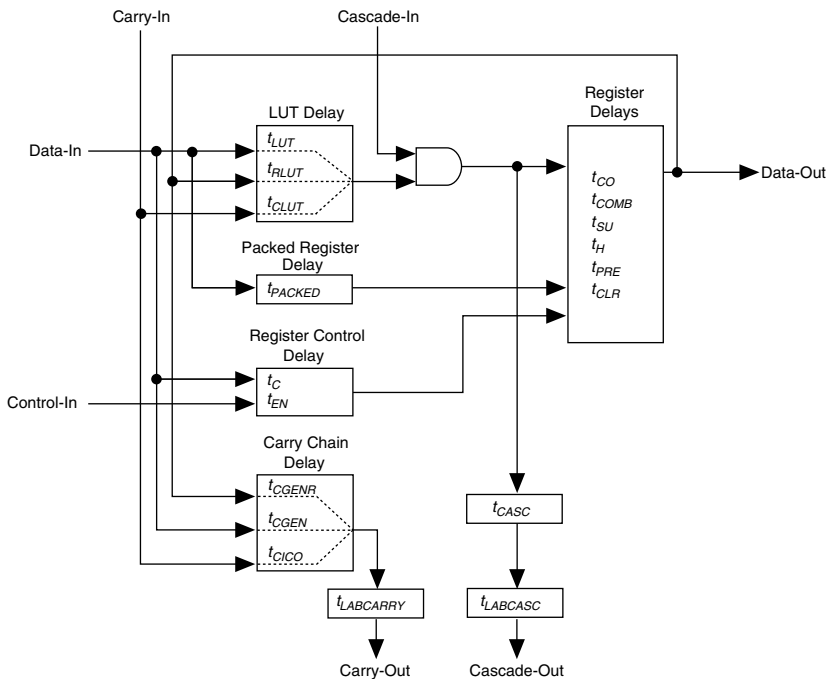 Carry-In
Cascade-In
LUT Delay
Register
Delays
Data-In
tLUT
tRLUT
tCLUT
Data-Out
tCO
tCOMB
tSU
tH
tPRE
tCLR
Packed Register
Delay
tPACKED
Register Control
Delay
tC
tEN
Control-In
Carry Chain
Delay
tCGENR
tCGEN
tCICO
tCASC
tLABCARRY
tLABCASC
Carry-Out
Cascade-Out